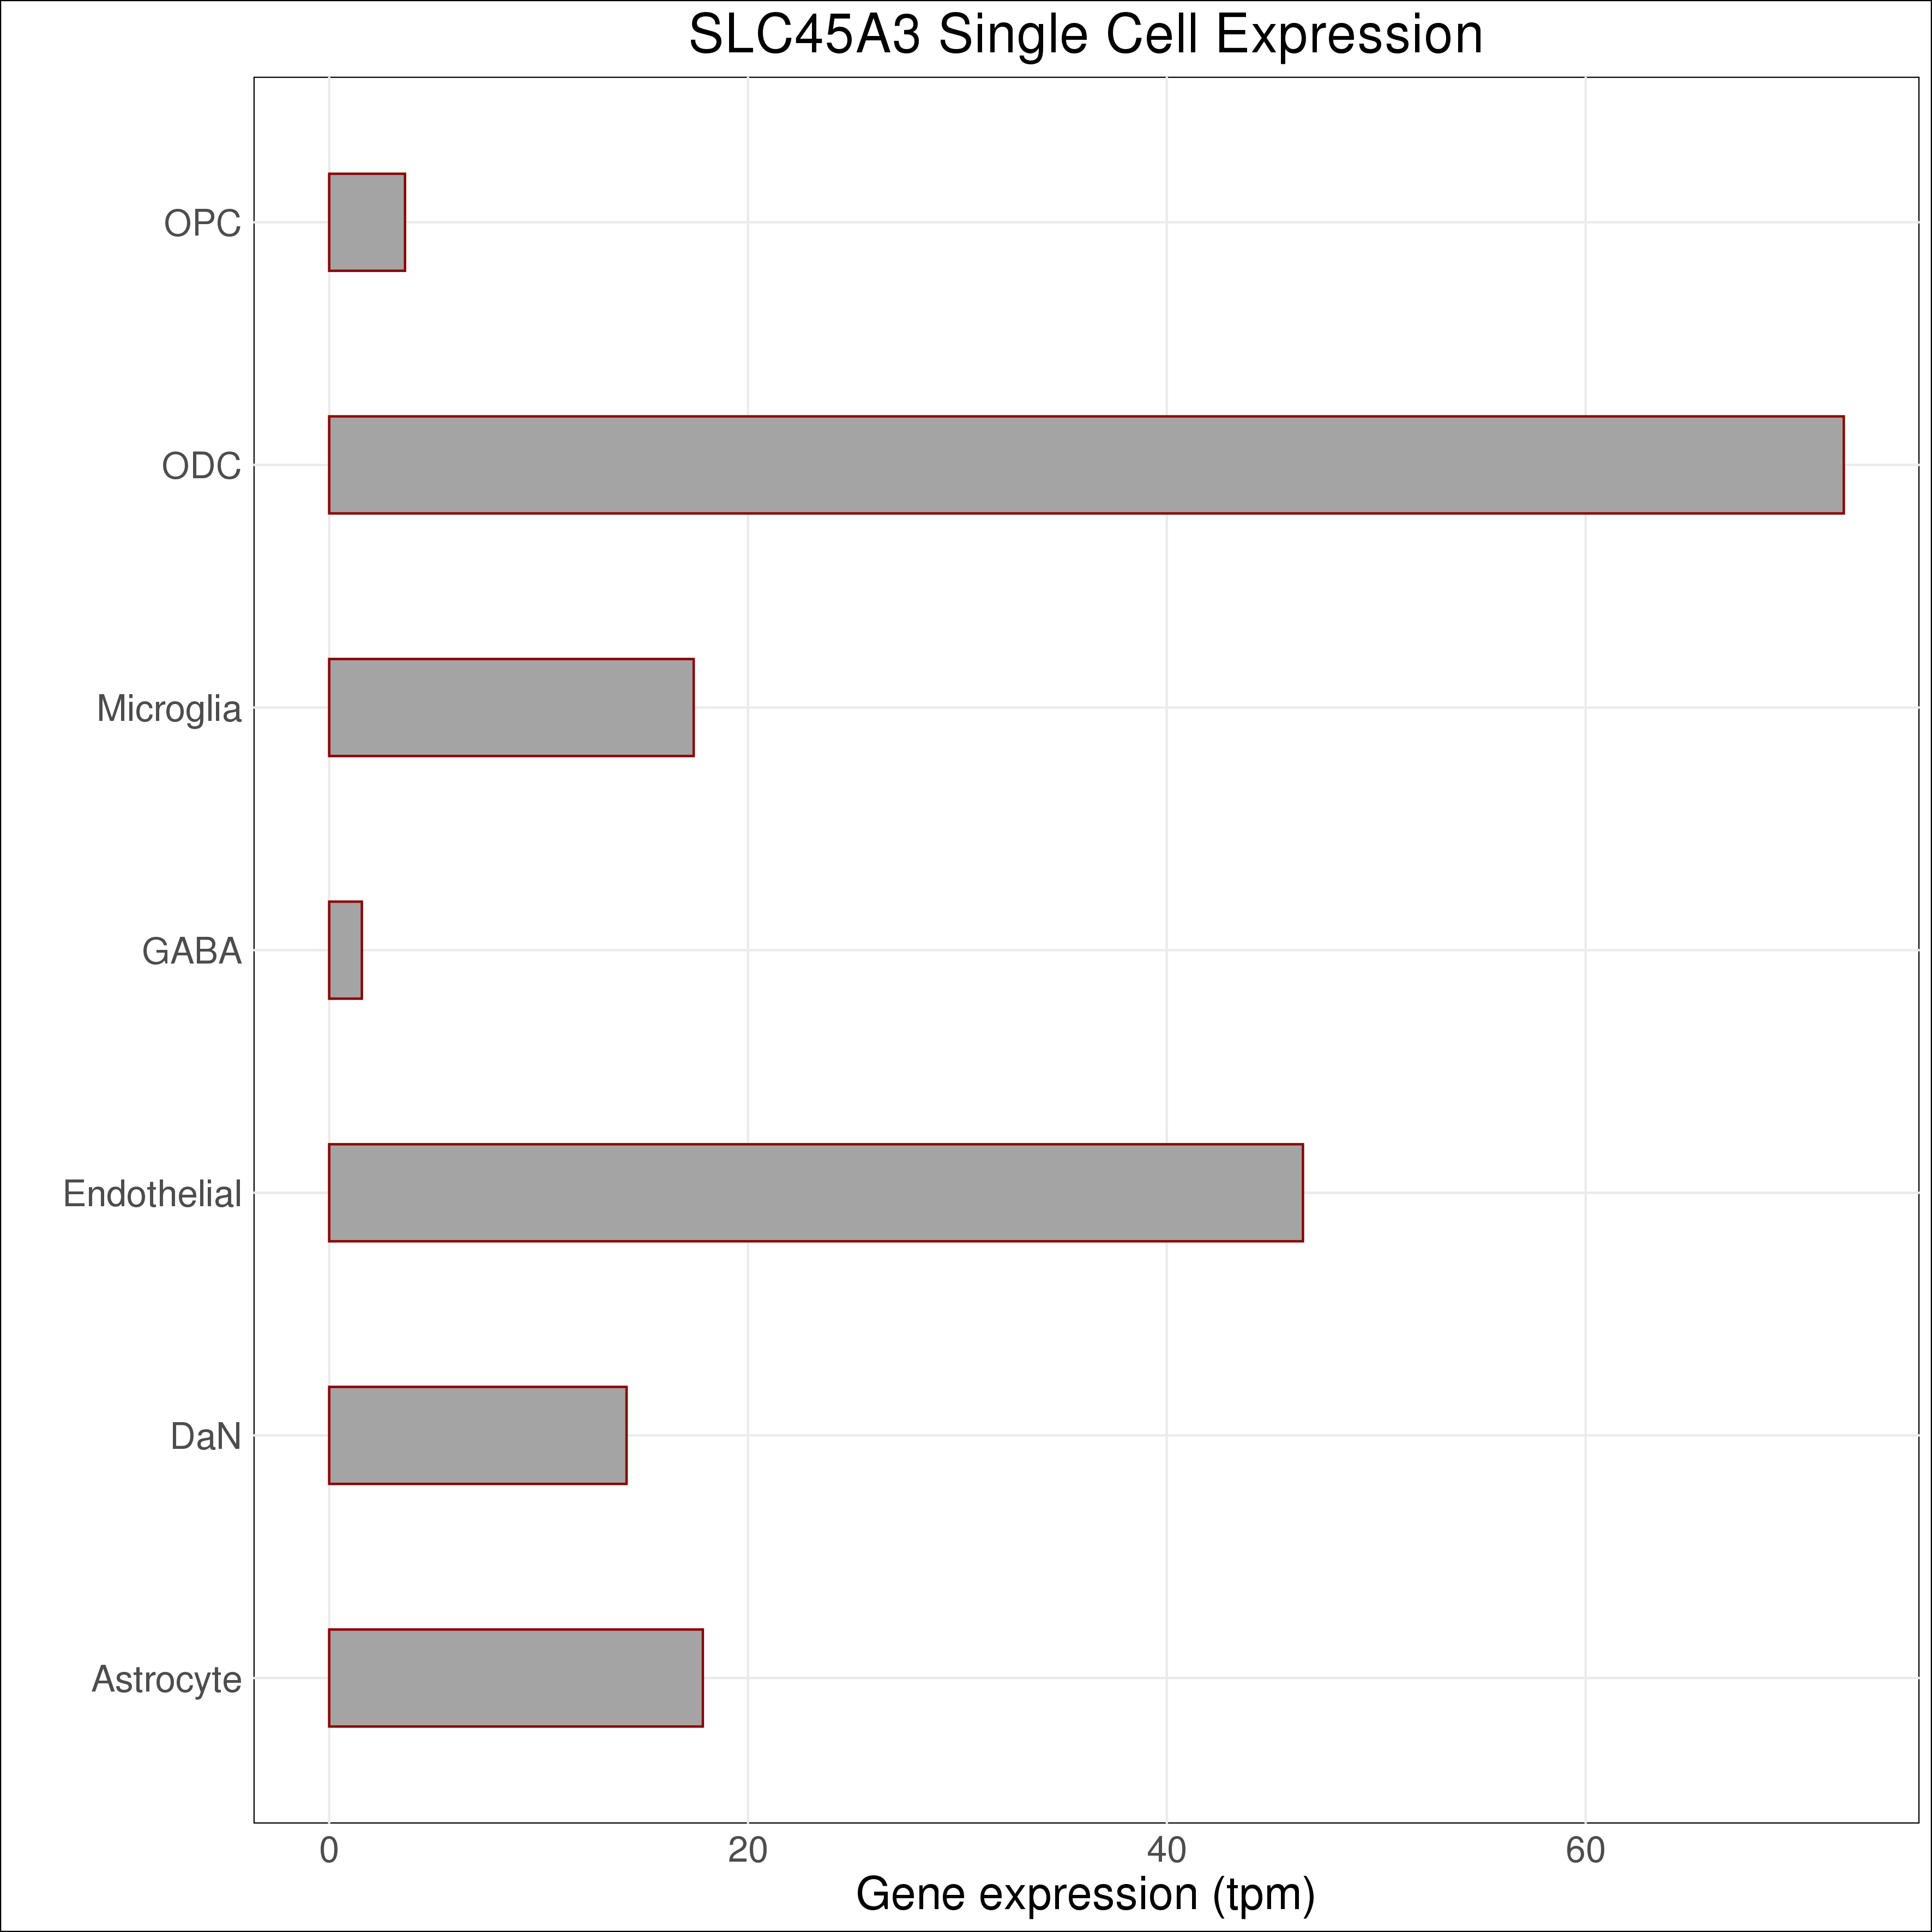 SLC45A3 Single Cell Expression
OPC
ODC
Microglia
GABA
Endothelial
DaN
Astrocyte
0 20 40 60
Gene expression (tpm)